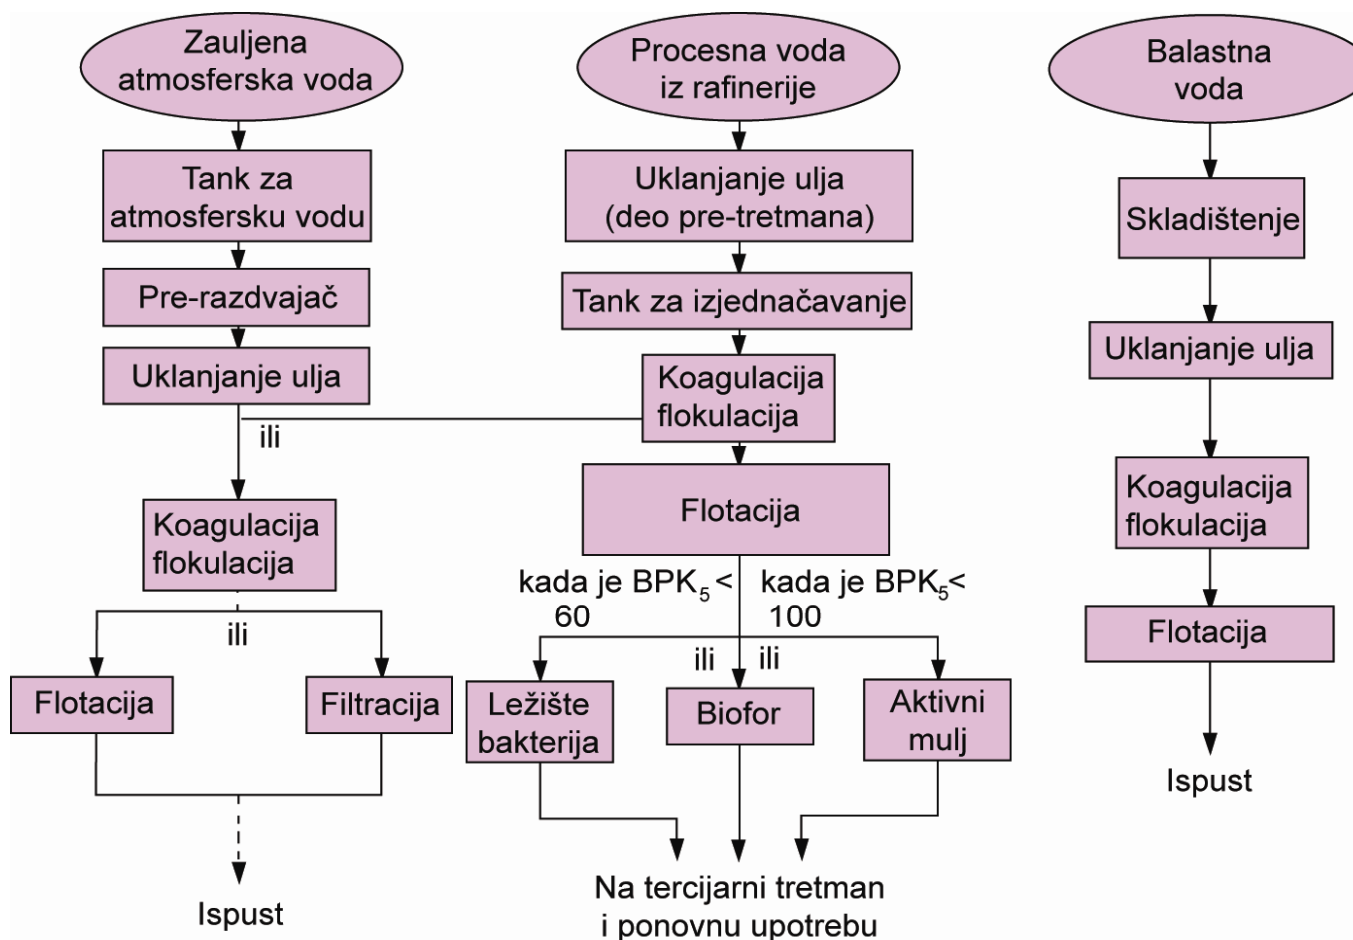 Zauljena
atmosferska voda
Tank za
atmosfersku vodu
Pre-razdvajač
Uklanjanje ulja
ili
Koagulacija
flokulacija
ili
Flotacija
Filtracija
Ispust
Procesna voda
iz rafinerije
Uklanjanje ulja
(deo pre-tretmana)
Tank za izjednačavanje
Koagulacija
flokulacija
Flotacija
kada je BPK₅ <
60
kada je BPK₅<
100
ili
ili
Ležište
bakterija
Biofor
Aktivni
mulj
Na tercijarni tretman
i ponovnu upotrebu
Balastna
voda
Skladištenje
Uklanjanje ulja
Koagulacija
flokulacija
Flotacija
Ispust